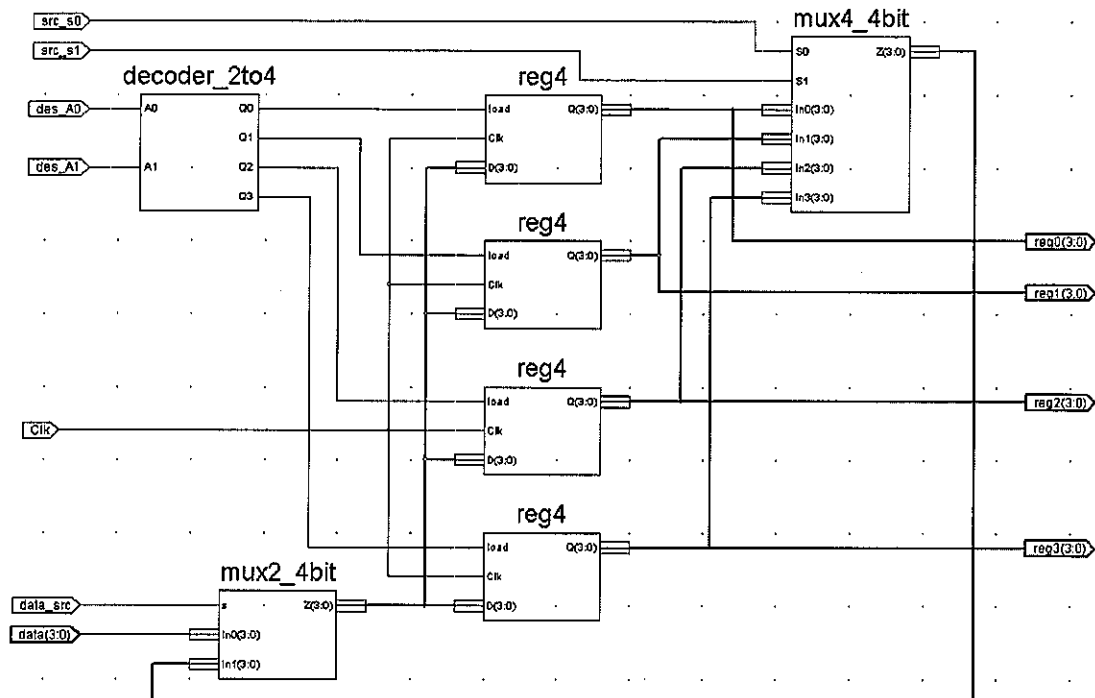 src_s0
mux4_4bit
src_s1
S0 Z(3:0)
S1
decoder_2to4
reg4
des_A0
A0 Q0
load Q(3:0)
In0(3:0)
Q1
Clk
In1(3:0)
des_A1
A1 Q2
D(3:0)
In2(3:0)
Q3
In3(3:0)
reg4
reg0(3:0)
load Q(3:0)
Clk
reg1(3:0)
D(3:0)
reg4
load Q(3:0)
reg2(3:0)
Clk
Clk
D(3:0)
reg4
load Q(3:0)
reg3(3:0)
Clk
mux2_4bit
data_src
s Z(3:0)
D(3:0)
data(3:0)
In0(3:0)
In1(3:0)